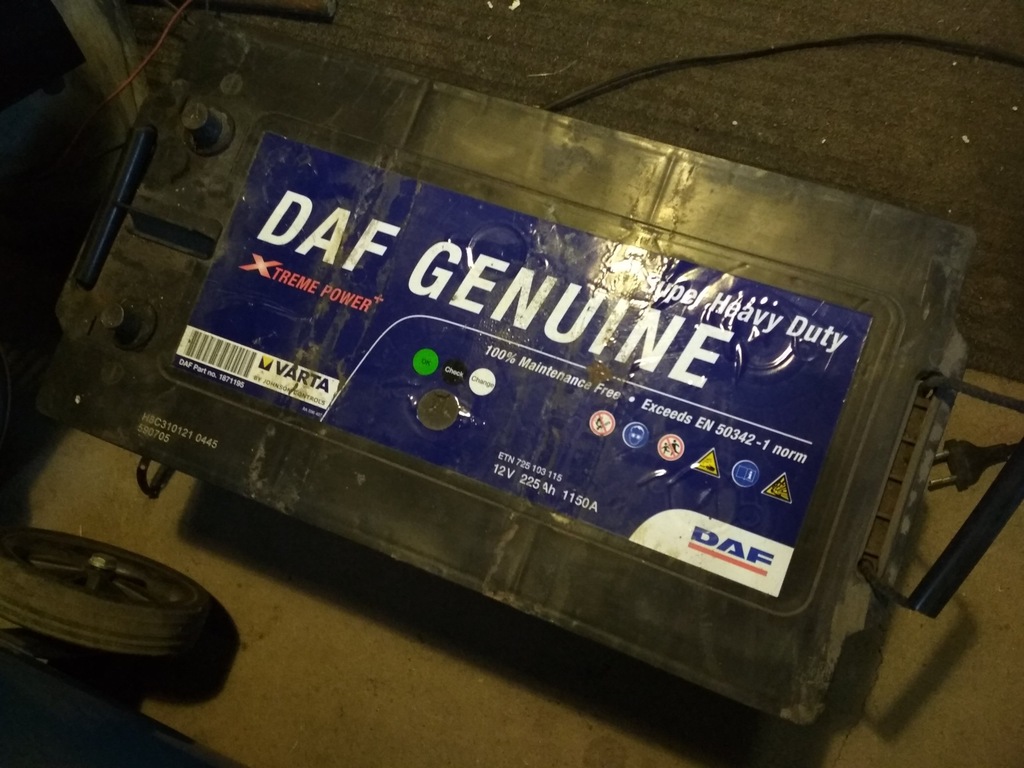 DAF GENUINE
XTREME POWER+
Super Heavy Duty
100% Maintenance Free • Exceeds EN 50342-1 norm
OK
Check
Change
VARTA
BY JOHNSON CONTROLS
DAF Part no. 1871195
H3C310121 0445
590705
ETN 725 103 115
12V 225Ah 1150A
DAF